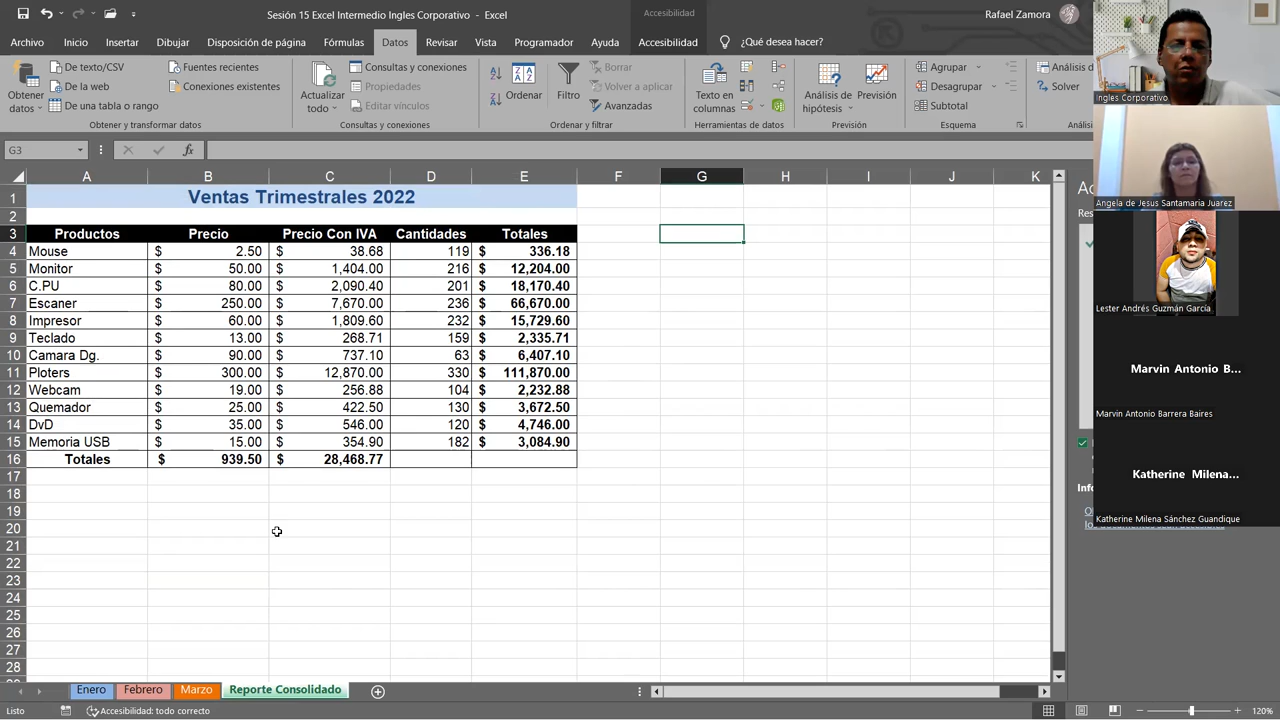 Sesión 15 Excel Intermedio Ingles Corporativo - Excel
Accesibilidad
Rafael Zamora
Archivo Inicio Insertar Dibujar Disposición de página Fórmulas Datos Revisar Vista Programador Ayuda Accesibilidad ¿Qué desea hacer?
Obtener datos
De texto/CSV
De la web
De una tabla o rango
Fuentes recientes
Conexiones existentes
Obtener y transformar datos
Actualizar todo
Consultas y conexiones
Propiedades
Editar vínculos
Consultas y conexiones
Ordenar
Filtro
Borrar
Volver a aplicar
Avanzadas
Ordenar y filtrar
Texto en columnas
Herramientas de datos
Análisis de hipótesis
Previsión
Previsión
Agrupar
Desagrupar
Subtotal
Esquema
Análisis d
Solver
Anális
G3
fx
A B C D E F G H I J K
1 Ventas Trimestrales 2022
2
3 Productos Precio Precio Con IVA Cantidades Totales
4 Mouse $ 2.50 $ 38.68 119 $ 336.18
5 Monitor $ 50.00 $ 1,404.00 216 $ 12,204.00
6 C.PU $ 80.00 $ 2,090.40 201 $ 18,170.40
7 Escaner $ 250.00 $ 7,670.00 236 $ 66,670.00
8 Impresor $ 60.00 $ 1,809.60 232 $ 15,729.60
9 Teclado $ 13.00 $ 268.71 159 $ 2,335.71
10 Camara Dg. $ 90.00 $ 737.10 63 $ 6,407.10
11 Ploters $ 300.00 $ 12,870.00 330 $ 111,870.00
12 Webcam $ 19.00 $ 256.88 104 $ 2,232.88
13 Quemador $ 25.00 $ 422.50 130 $ 3,672.50
14 DvD $ 35.00 $ 546.00 120 $ 4,746.00
15 Memoria USB $ 15.00 $ 354.90 182 $ 3,084.90
16 Totales $ 939.50 $ 28,468.77
17
18
19
20
21
22
23
24
25
26
27
28
Enero Febrero Marzo Reporte Consolidado
Listo
Accesibilidad: todo correcto
120%
Ingles Corporativo
Angela de Jesus Santamaria Juarez
Lester Andrés Guzmán García
Marvin Antonio B...
Marvin Antonio Barrera Baires
Katherine Milena...
Katherine Milena Sánchez Guandique